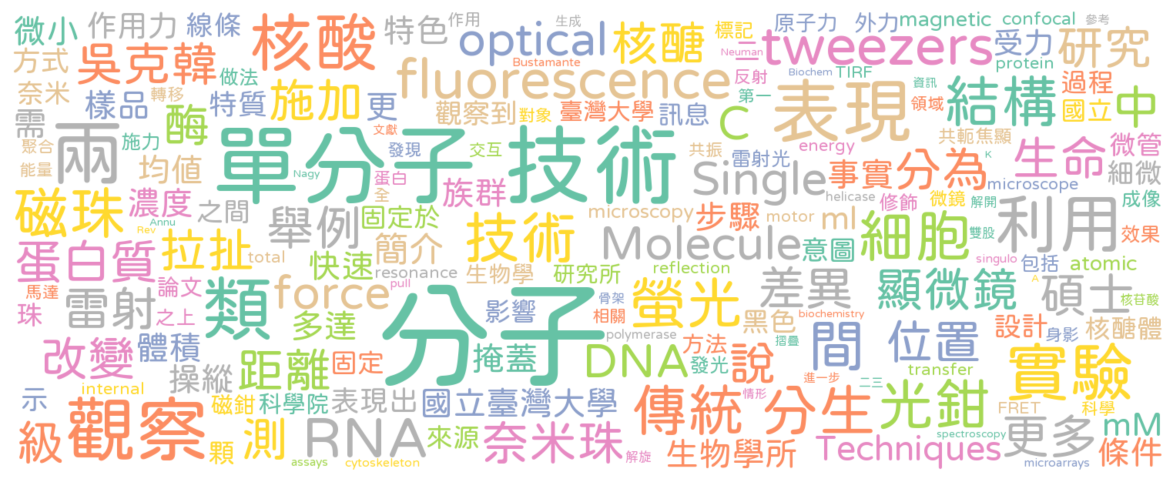 微小 作用力 線條 核酸 特色 作用 生成 optical 核醣 標記 原子力 外力 magnetic confocal 參考
Bustamante 二 tweezers Neuman 受力 研究
方式 吳克韓 做法 fluorescence 反射 Biochem TIRF protein 過程
奈米 轉移 樣品 特質 施加 更 觀察到 對象 臺灣大學 訊息 C 第一 表現 資訊 領域 結構 國立 中
需 兩 酶 施力 單分子 技術 文獻 發現 交互 共振 雷射光 energy 共軛焦顯 生命 微管
聚合 能量 均值 Nagy 蛋白 全 族群 Single 事實 分為 K 細微
磁珠 濃度 之間 舉例 固定於 microscopy 步驟 motor helicase 修飾 微鏡 解開 microscope 成像
Annu Rev 拉扯 total 簡介 技術 Molecule ml 意圖 細胞 雙股 利用 效果
蛋白質 快速 resonance 生物學 研究所 reflection singulo 包括 atomic
馬達 雷射 論文 類 force pull 分子 螢光 差異 顯微鏡 A 碩士 核苷酸
珠 之上 多達 影響 骨架 相關 biochemistry 黑色 設計 身影 核醣體
改變 體積 距離 固定 掩蓋 polymerase DNA 方法 發光 摺疊 說 間 位置 實驗
internal 操縱 進一步 二三 transfer
示 磁鉗 科學院 表現出 國立臺灣大學 情形 傳統 分生 光鉗 FRET 科學
級 觀察 顆 測 RNA 來源 奈米珠 解旋 生物學所 Techniques spectroscopy 更多 mM 條件
assays cytoskeleton microarrays